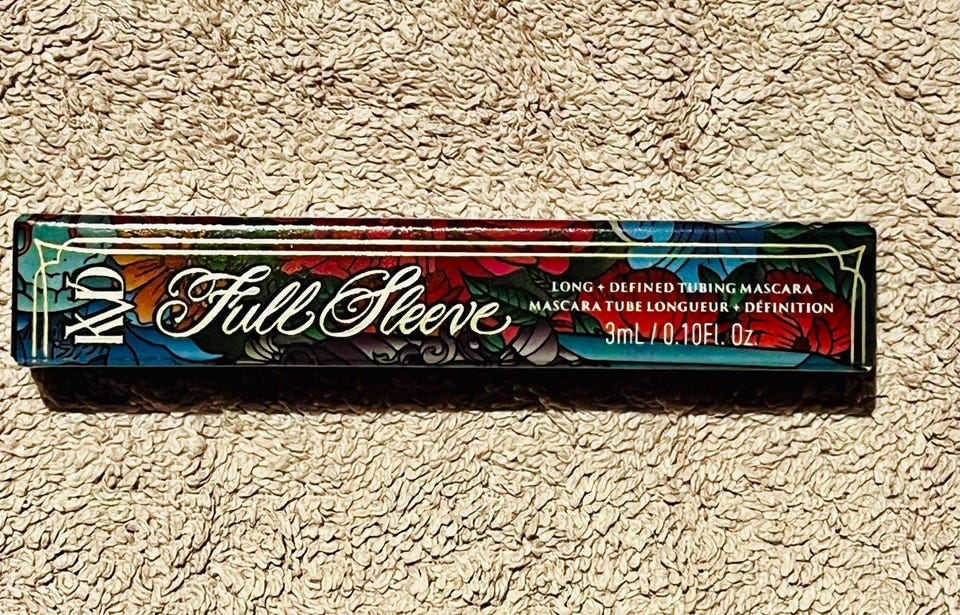 KVD
Full Sleeve
LONG + DEFINED TUBING MASCARA
MASCARA TUBE LONGUEUR + DÉFINITION
3mL / 0.10FL. Oz.